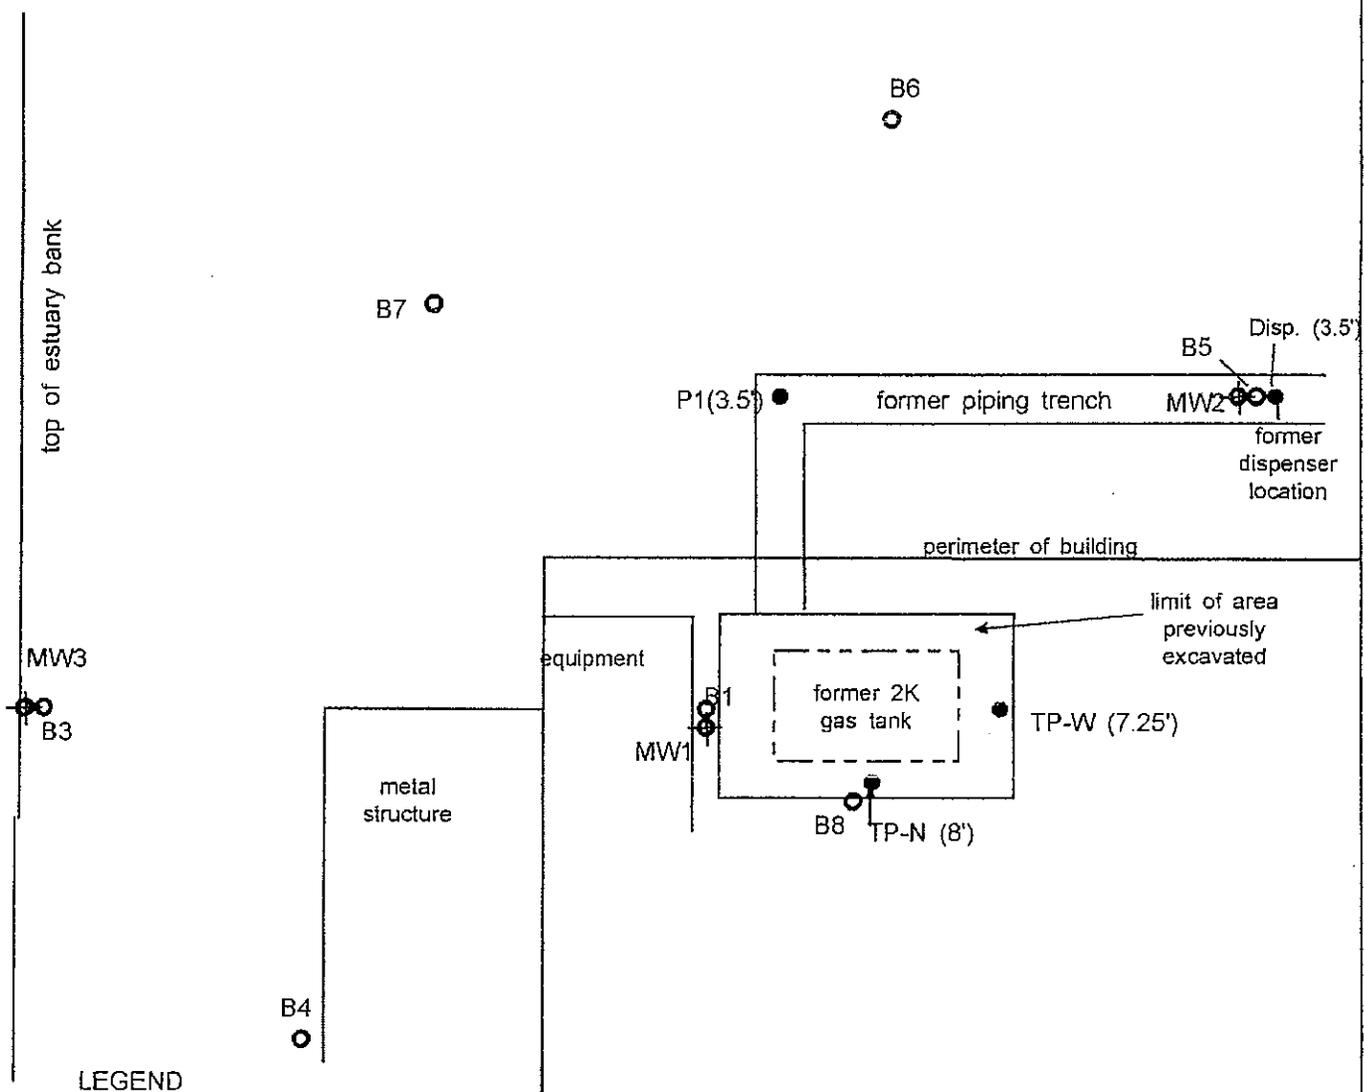 B6
top of estuary bank
B7
Disp. (3.5')
B5
P1(3.5')
former piping trench
MW2
former
dispenser
location
perimeter of building
limit of area
previously
excavated
MW3
equipment
B1
former 2K
gas tank
TP-W (7.25')
B3
MW1
metal
structure
B8
TP-N (8')
B4
LEGEND